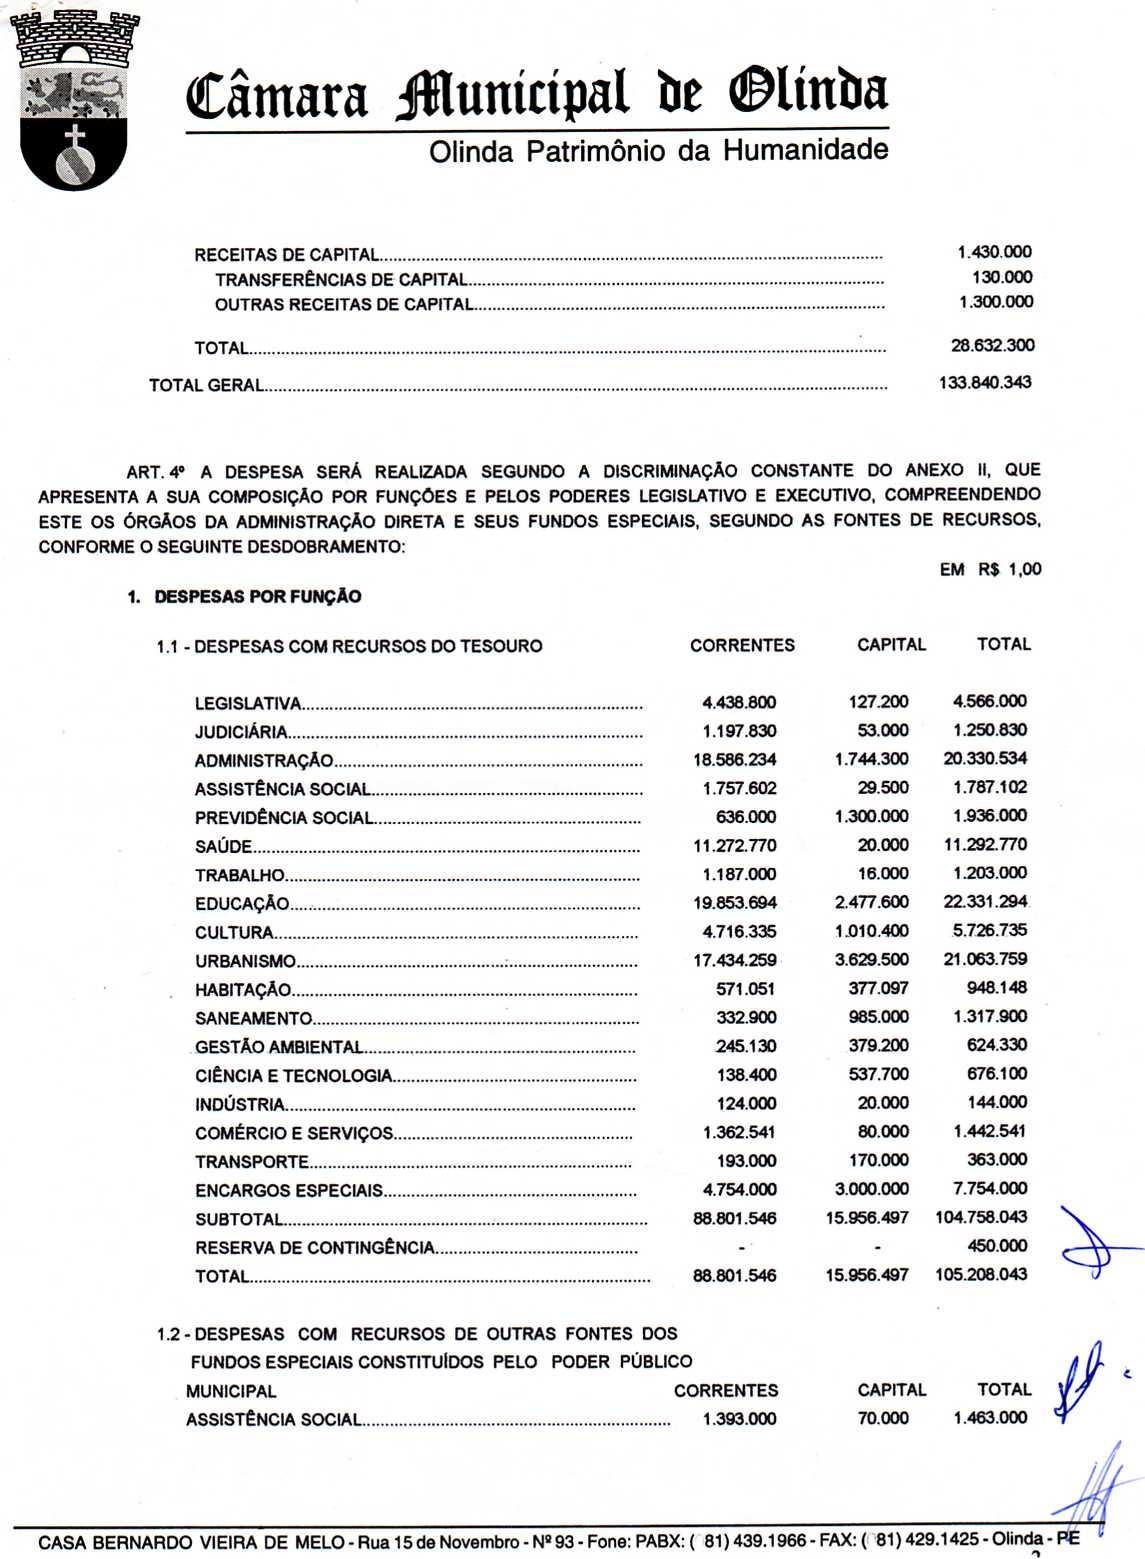 Câmara Municipal de Olinda
Olinda Patrimônio da Humanidade
RECEITAS DE CAPITAL 1.430.000
TRANSFERÊNCIAS DE CAPITAL 130.000
OUTRAS RECEITAS DE CAPITAL 1.300.000
TOTAL 28.632.300
TOTAL GERAL 133.840.343
ART. 4º A DESPESA SERÁ REALIZADA SEGUNDO A DISCRIMINAÇÃO CONSTANTE DO ANEXO II, QUE
APRESENTA A SUA COMPOSIÇÃO POR FUNÇÕES E PELOS PODERES LEGISLATIVO E EXECUTIVO, COMPREENDENDO
ESTE OS ÓRGÃOS DA ADMINISTRAÇÃO DIRETA E SEUS FUNDOS ESPECIAIS, SEGUNDO AS FONTES DE RECURSOS,
CONFORME O SEGUINTE DESDOBRAMENTO:
EM R$ 1,00
1. DESPESAS POR FUNÇÃO
1.1 - DESPESAS COM RECURSOS DO TESOURO CORRENTES CAPITAL TOTAL
LEGISLATIVA 4.438.800 127.200 4.566.000
JUDICIÁRIA 1.197.830 53.000 1.250.830
ADMINISTRAÇÃO 18.586.234 1.744.300 20.330.534
ASSISTÊNCIA SOCIAL 1.757.602 29.500 1.787.102
PREVIDÊNCIA SOCIAL 636.000 1.300.000 1.936.000
SAÚDE 11.272.770 20.000 11.292.770
TRABALHO 1.187.000 16.000 1.203.000
EDUCAÇÃO 19.853.694 2.477.600 22.331.294
CULTURA 4.716.335 1.010.400 5.726.735
URBANISMO 17.434.259 3.629.500 21.063.759
HABITAÇÃO 571.051 377.097 948.148
SANEAMENTO 332.900 985.000 1.317.900
GESTÃO AMBIENTAL 245.130 379.200 624.330
CIÊNCIA E TECNOLOGIA 138.400 537.700 676.100
INDÚSTRIA 124.000 20.000 144.000
COMÉRCIO E SERVIÇOS 1.362.541 80.000 1.442.541
TRANSPORTE 193.000 170.000 363.000
ENCARGOS ESPECIAIS 4.754.000 3.000.000 7.754.000
SUBTOTAL 88.801.546 15.956.497 104.758.043
RESERVA DE CONTINGÊNCIA - - 450.000
TOTAL 88.801.546 15.956.497 105.208.043
1.2 - DESPESAS COM RECURSOS DE OUTRAS FONTES DOS
FUNDOS ESPECIAIS CONSTITUÍDOS PELO PODER PÚBLICO
MUNICIPAL CORRENTES CAPITAL TOTAL
ASSISTÊNCIA SOCIAL 1.393.000 70.000 1.463.000
CASA BERNARDO VIEIRA DE MELO - Rua 15 de Novembro - Nº 93 - Fone: PABX: (081) 439.1966 - FAX: (081) 429.1425 - Olinda - PE